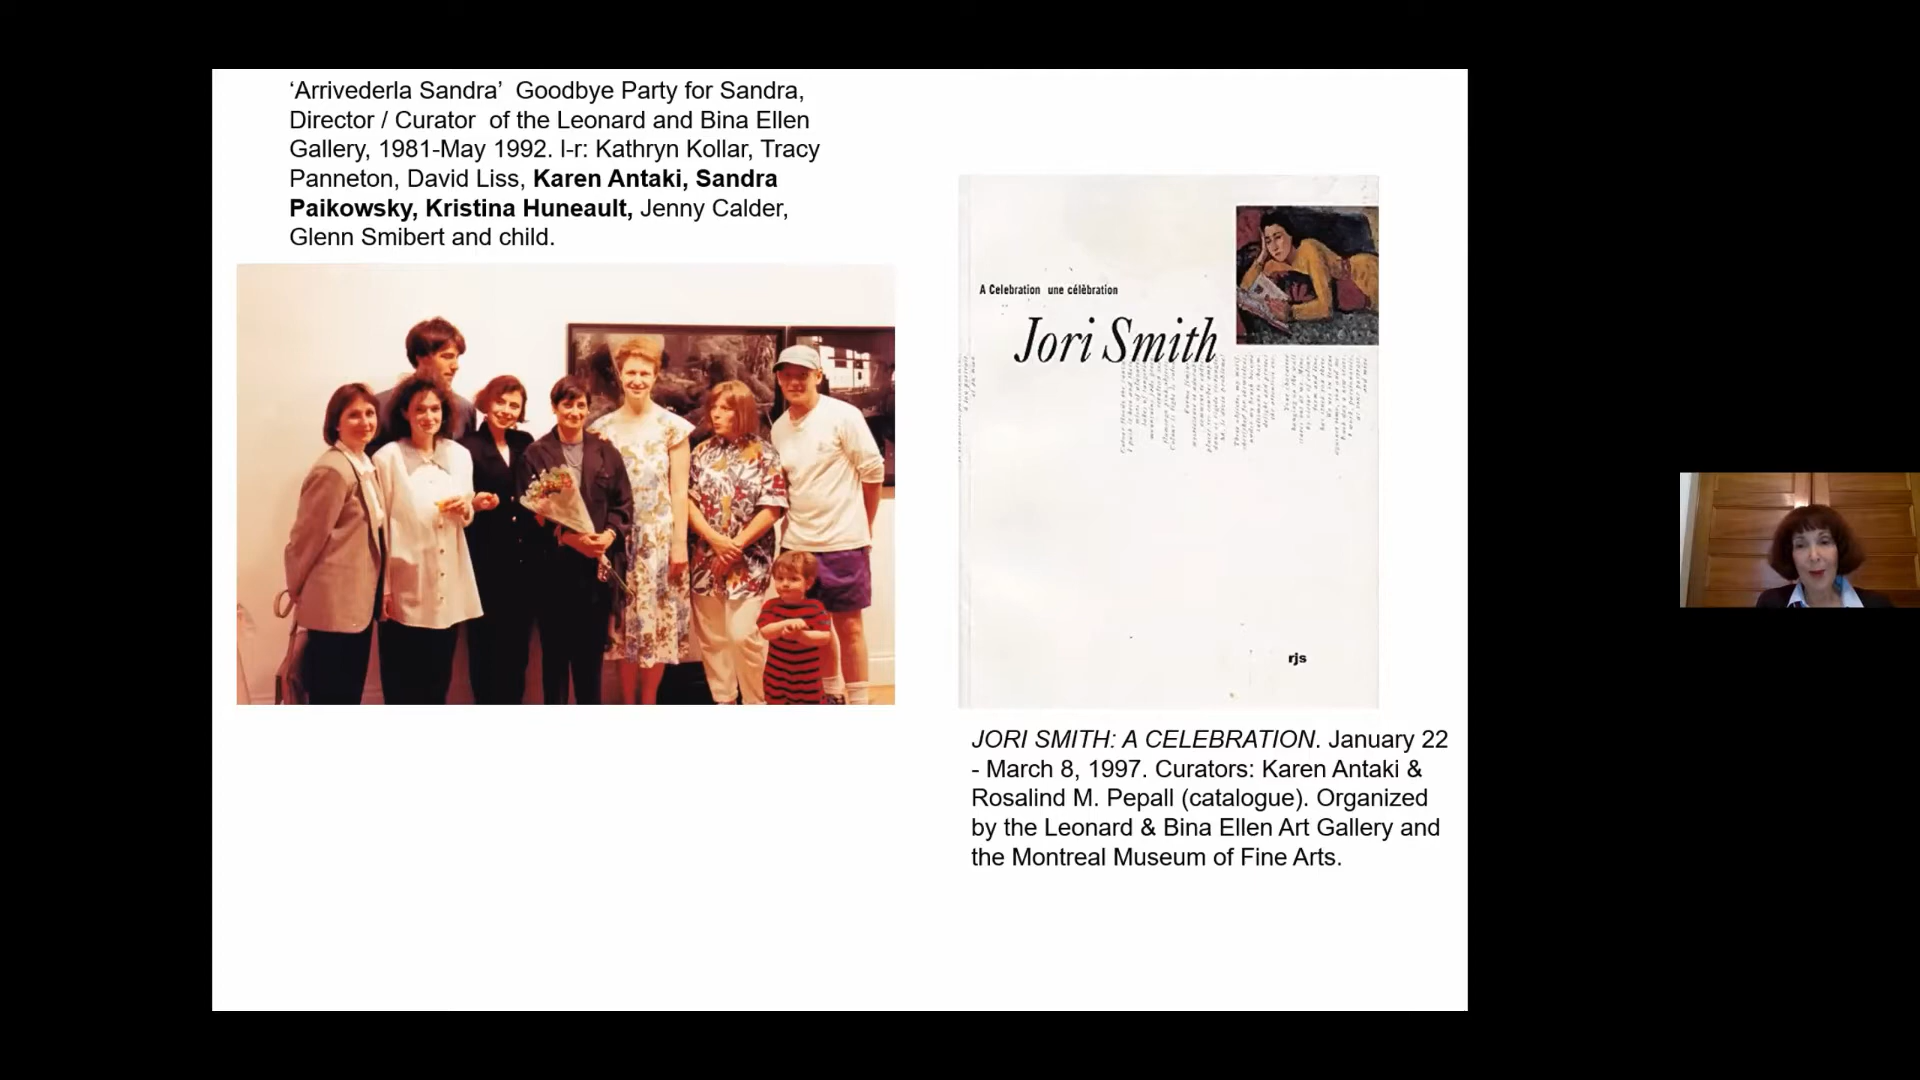 ‘Arrivederla Sandra’ Goodbye Party for Sandra,
Director / Curator of the Leonard and Bina Ellen
Gallery, 1981-May 1992. l-r: Kathryn Kollar, Tracy
Panneton, David Liss, Karen Antaki, Sandra
Paikowsky, Kristina Huneault, Jenny Calder,
Glenn Smibert and child.
A Celebration une célébration
Jori Smith
rjs
JORI SMITH: A CELEBRATION. January 22
- March 8, 1997. Curators: Karen Antaki &
Rosalind M. Pepall (catalogue). Organized
by the Leonard & Bina Ellen Art Gallery and
the Montreal Museum of Fine Arts.